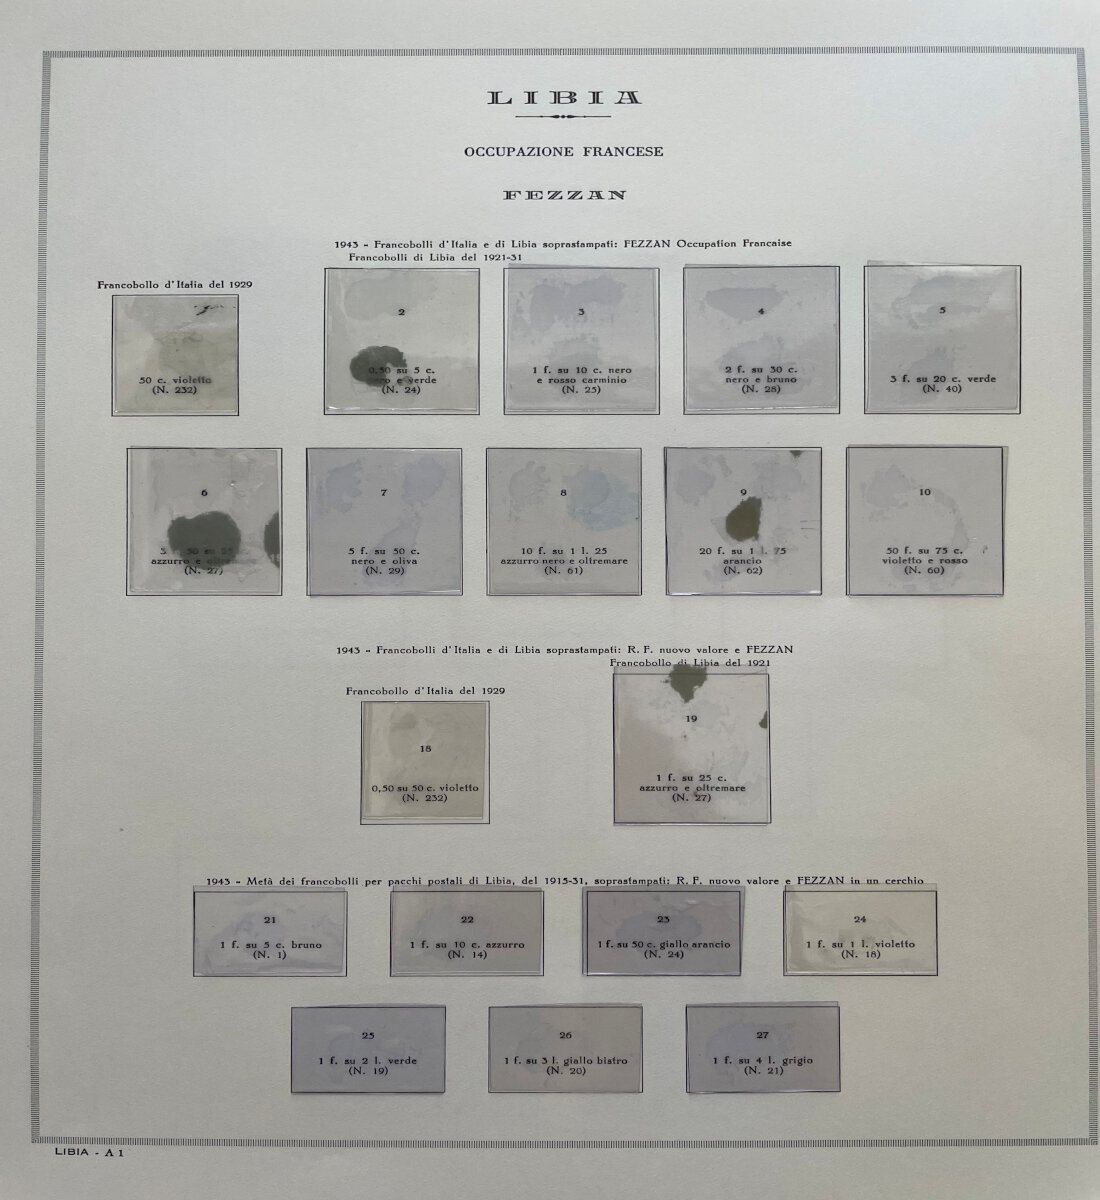 LIBIA
OCCUPAZIONE FRANCESE
FEZZAN
1943 - Francobolli d'Italia e di Libia soprastampati: FEZZAN Occupation Francaise
Francobolli di Libia del 1921-31
Francobollo d'Italia del 1929
50 c. violetto
(N. 232)
2
0,50 su 5 c.
nero e verde
(N. 24)
3
1 f. su 10 c. nero
e rosso carminio
(N. 25)
4
2 f. su 30 c.
nero e bruno
(N. 28)
5
3 f. su 20 c. verde
(N. 40)
6
3 f. 50 su 25
azzurro e oltremare
(N. 27)
7
5 f. su 50 c.
nero e oliva
(N. 29)
8
10 f. su 1 l. 25
azzurro nero e oltremare
(N. 61)
9
20 f. su 1 l. 75
arancio
(N. 62)
10
50 f. su 75 c.
violetto e rosso
(N. 60)
1943 - Francobolli d'Italia e di Libia soprastampati: R. F. nuovo valore e FEZZAN
Francobollo di Libia del 1921
Francobollo d'Italia del 1929
18
0,50 su 50 c. violetto
(N. 232)
19
1 f. su 25 c.
azzurro e oltremare
(N. 27)
1943 - Metà dei francobolli per pacchi postali di Libia, del 1915-31, soprastampati: R. F. nuovo valore e FEZZAN in un cerchio
21
1 f. su 5 c. bruno
(N. 1)
22
1 f. su 10 c. azzurro
(N. 14)
23
1 f. su 50 c. giallo arancio
(N. 24)
24
1 f. su 1 l. violetto
(N. 18)
25
1 f. su 2 l. verde
(N. 19)
26
1 f. su 3 l. giallo bistro
(N. 20)
27
1 f. su 4 l. grigio
(N. 21)
LIBIA - A 1